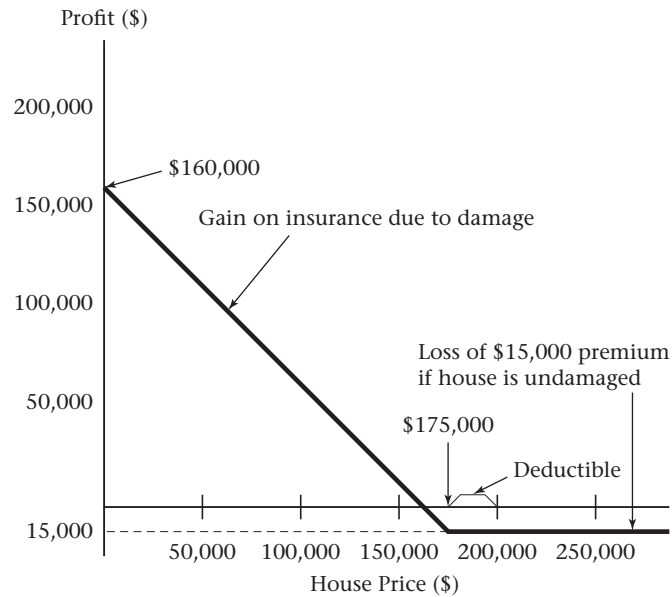 Profit ($)
200,000
$160,000
150,000
Gain on insurance due to damage
100,000
Loss of $15,000 premium
if house is undamaged
50,000
$175,000
Deductible
15,000
50,000 100,000 150,000 200,000 250,000
House Price ($)